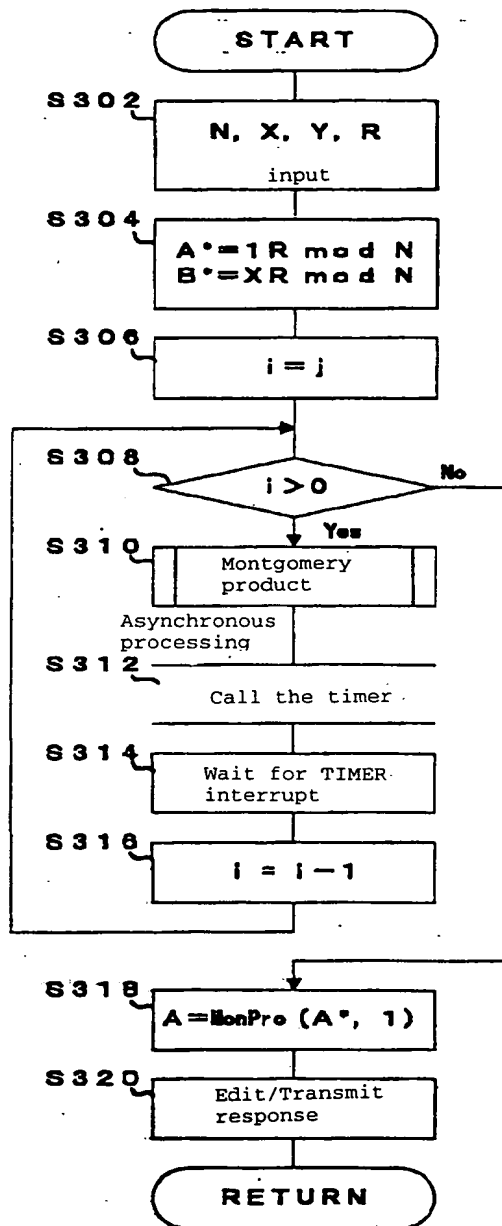 START
S302
N, X, Y, R
input
S304
A*=1R mod N
B*=XR mod N
S306
i=j
S308
i>0
No
Yes
S310
Montgomery
product
Asynchronous
processing
S312
Call the timer
S314
Wait for TIMER
interrupt
S316
i = i-1
S318
A=MonPro (A*, 1)
S320
Edit/Transmit
response
RETURN